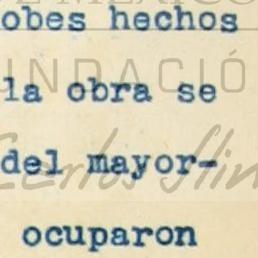 obes hechos
la obra se
del mayor-
ocuparon